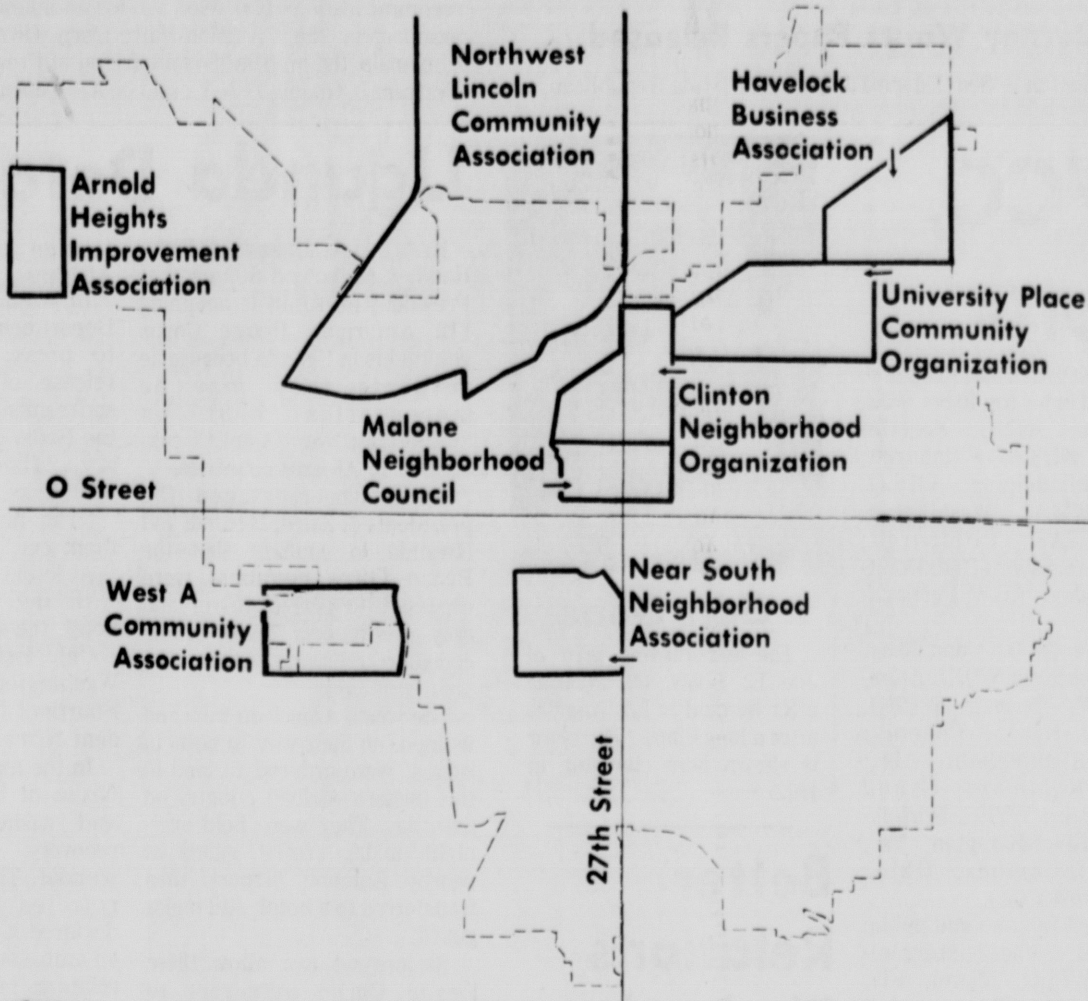 Northwest
Lincoln
Community
Association
Havelock
Business
Association
Arnold
Heights
Improvement
Association
University Place
Community
Organization
Clinton
Neighborhood
Organization
Malone
Neighborhood
Council
O Street
West A
Community
Association
Near South
Neighborhood
Association
27th Street